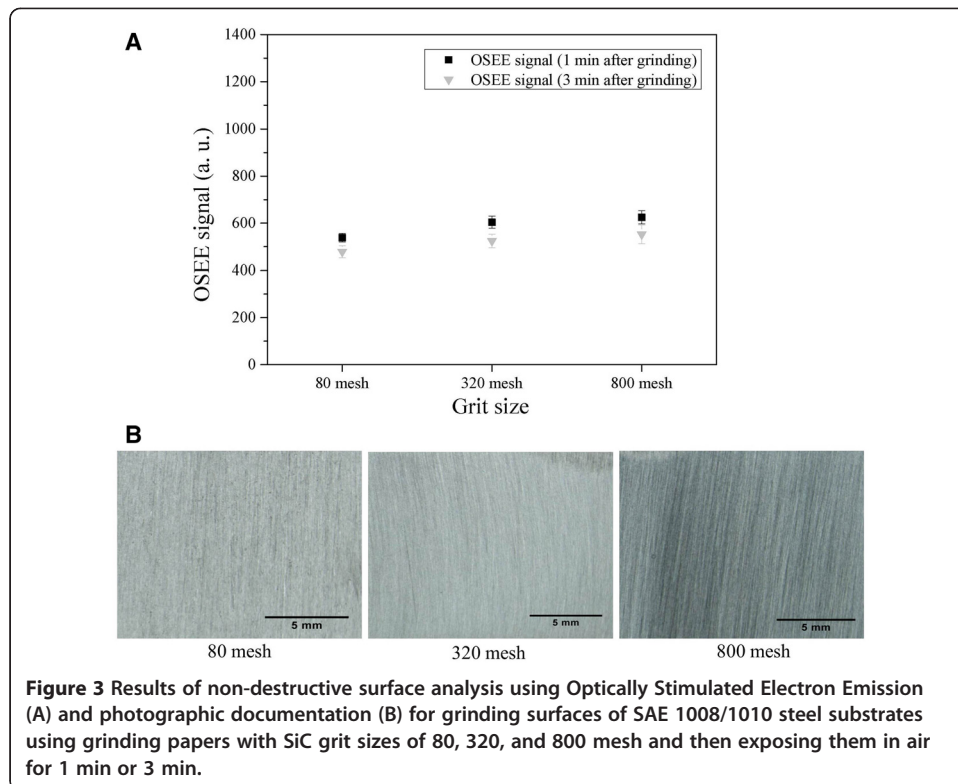 A
1400
1200
1000
800
600
400
200
0
OSEE signal (a. u.)
OSEE signal (1 min after grinding)
OSEE signal (3 min after grinding)
80 mesh
320 mesh
800 mesh
Grit size
B
5 mm
5 mm
5 mm
80 mesh
320 mesh
800 mesh
Figure 3 Results of non-destructive surface analysis using Optically Stimulated Electron Emission
(A) and photographic documentation (B) for grinding surfaces of SAE 1008/1010 steel substrates
using grinding papers with SiC grit sizes of 80, 320, and 800 mesh and then exposing them in air
for 1 min or 3 min.